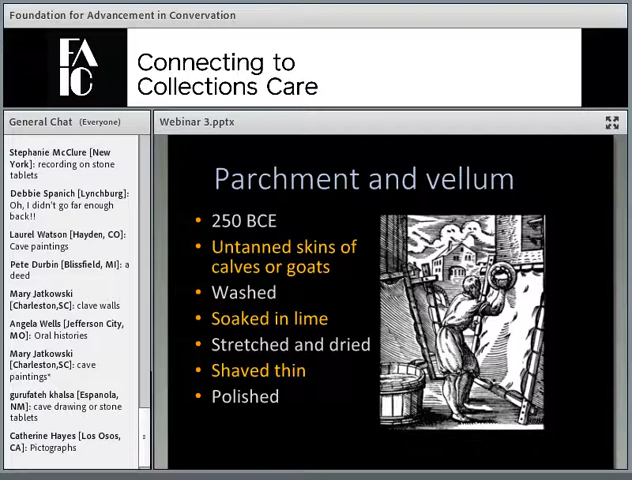 Foundation for Advancement in Convervation
FA
IC
Connecting to
Collections Care
General Chat (Everyone)
Stephanie McClure [New
York]: recording on stone
tablets
Debbie Spanich [Lynchburg]:
Oh, I didn't go far enough
back!!
Laurel Watson [Hayden, CO]:
Cave paintings
Pete Durbin [Blissfield, MI]: a
deed
Mary Jatkowski
[Charleston,SC]: clave walls
Angela Wells [Jefferson City,
MO]: Oral histories
Mary Jatkowski
[Charleston,SC]: cave
paintings*
gurufateh khalsa [Espanola,
NM]: cave drawing or stone
tablets
Catherine Hayes [Los Osos,
CA]: Pictographs
Webinar 3.pptx
Parchment and vellum
• 250 BCE
• Untanned skins of
calves or goats
• Washed
• Soaked in lime
• Stretched and dried
• Shaved thin
• Polished